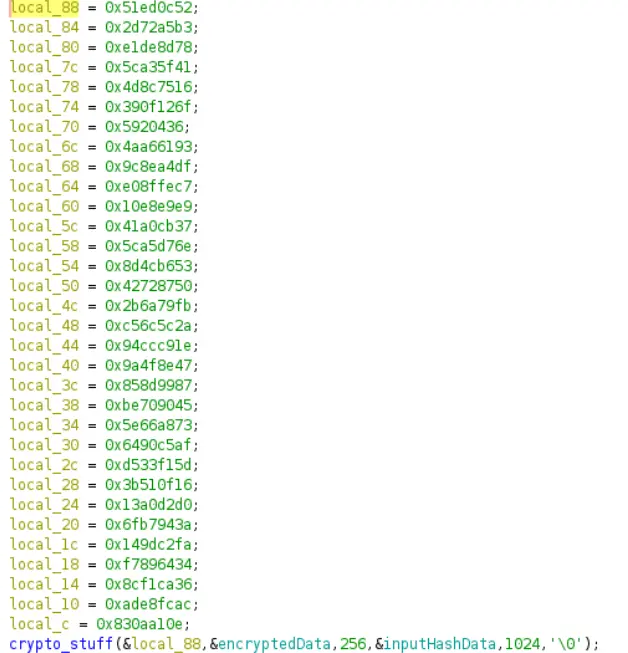 local_88 = 0x51ed0c52;
local_84 = 0x2d72a5b3;
local_80 = 0xe1de8d78;
local_7c = 0x5ca35f41;
local_78 = 0x4d8c7516;
local_74 = 0x390f126f;
local_70 = 0x5920436;
local_6c = 0x4aa66193;
local_68 = 0x9c8ea4df;
local_64 = 0xe08ffec7;
local_60 = 0x10e8e9e9;
local_5c = 0x41a0cb37;
local_58 = 0x5ca5d76e;
local_54 = 0x8d4cb653;
local_50 = 0x42728750;
local_4c = 0x2b6a79fb;
local_48 = 0xc56c5c2a;
local_44 = 0x94ccc91e;
local_40 = 0x9a4f8e47;
local_3c = 0x858d9987;
local_38 = 0xbe709045;
local_34 = 0x5e66a873;
local_30 = 0x6490c5af;
local_2c = 0xd533f15d;
local_28 = 0x3b510f16;
local_24 = 0x13a0d2d0;
local_20 = 0x6fb7943a;
local_1c = 0x149dc2fa;
local_18 = 0xf7896434;
local_14 = 0x8cf1ca36;
local_10 = 0xade8fcac;
local_c = 0x830aa10e;
crypto_stuff(&local_88,&encryptedData,256,&inputHashData,1024,'\0');